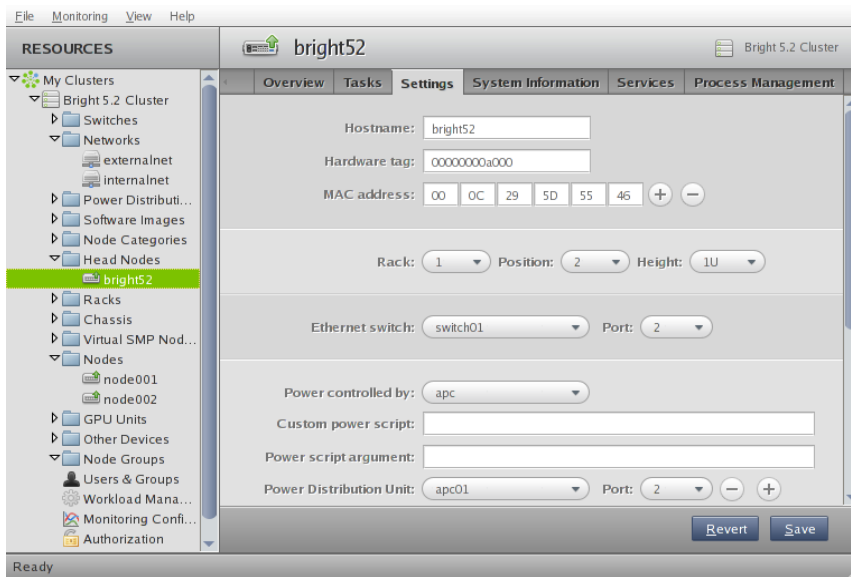 File Monitoring View Help
RESOURCES
bright52
Bright 5.2 Cluster
My Clusters
Bright 5.2 Cluster
Switches
Networks
externalnet
internalnet
Power Distributi...
Software Images
Node Categories
Head Nodes
bright52
Racks
Chassis
Virtual SMP Nod...
Nodes
node001
node002
GPU Units
Other Devices
Node Groups
Users & Groups
Workload Mana...
Monitoring Confi...
Authorization
Overview Tasks Settings System Information Services Process Management
Hostname: bright52
Hardware tag: 00000000a000
MAC address: 00 0C 29 5D 55 46
Rack: 1 Position: 2 Height: 1U
Ethernet switch: switch01 Port: 2
Power controlled by: apc
Custom power script:
Power script argument:
Power Distribution Unit: apc01 Port: 2
Revert Save
Ready